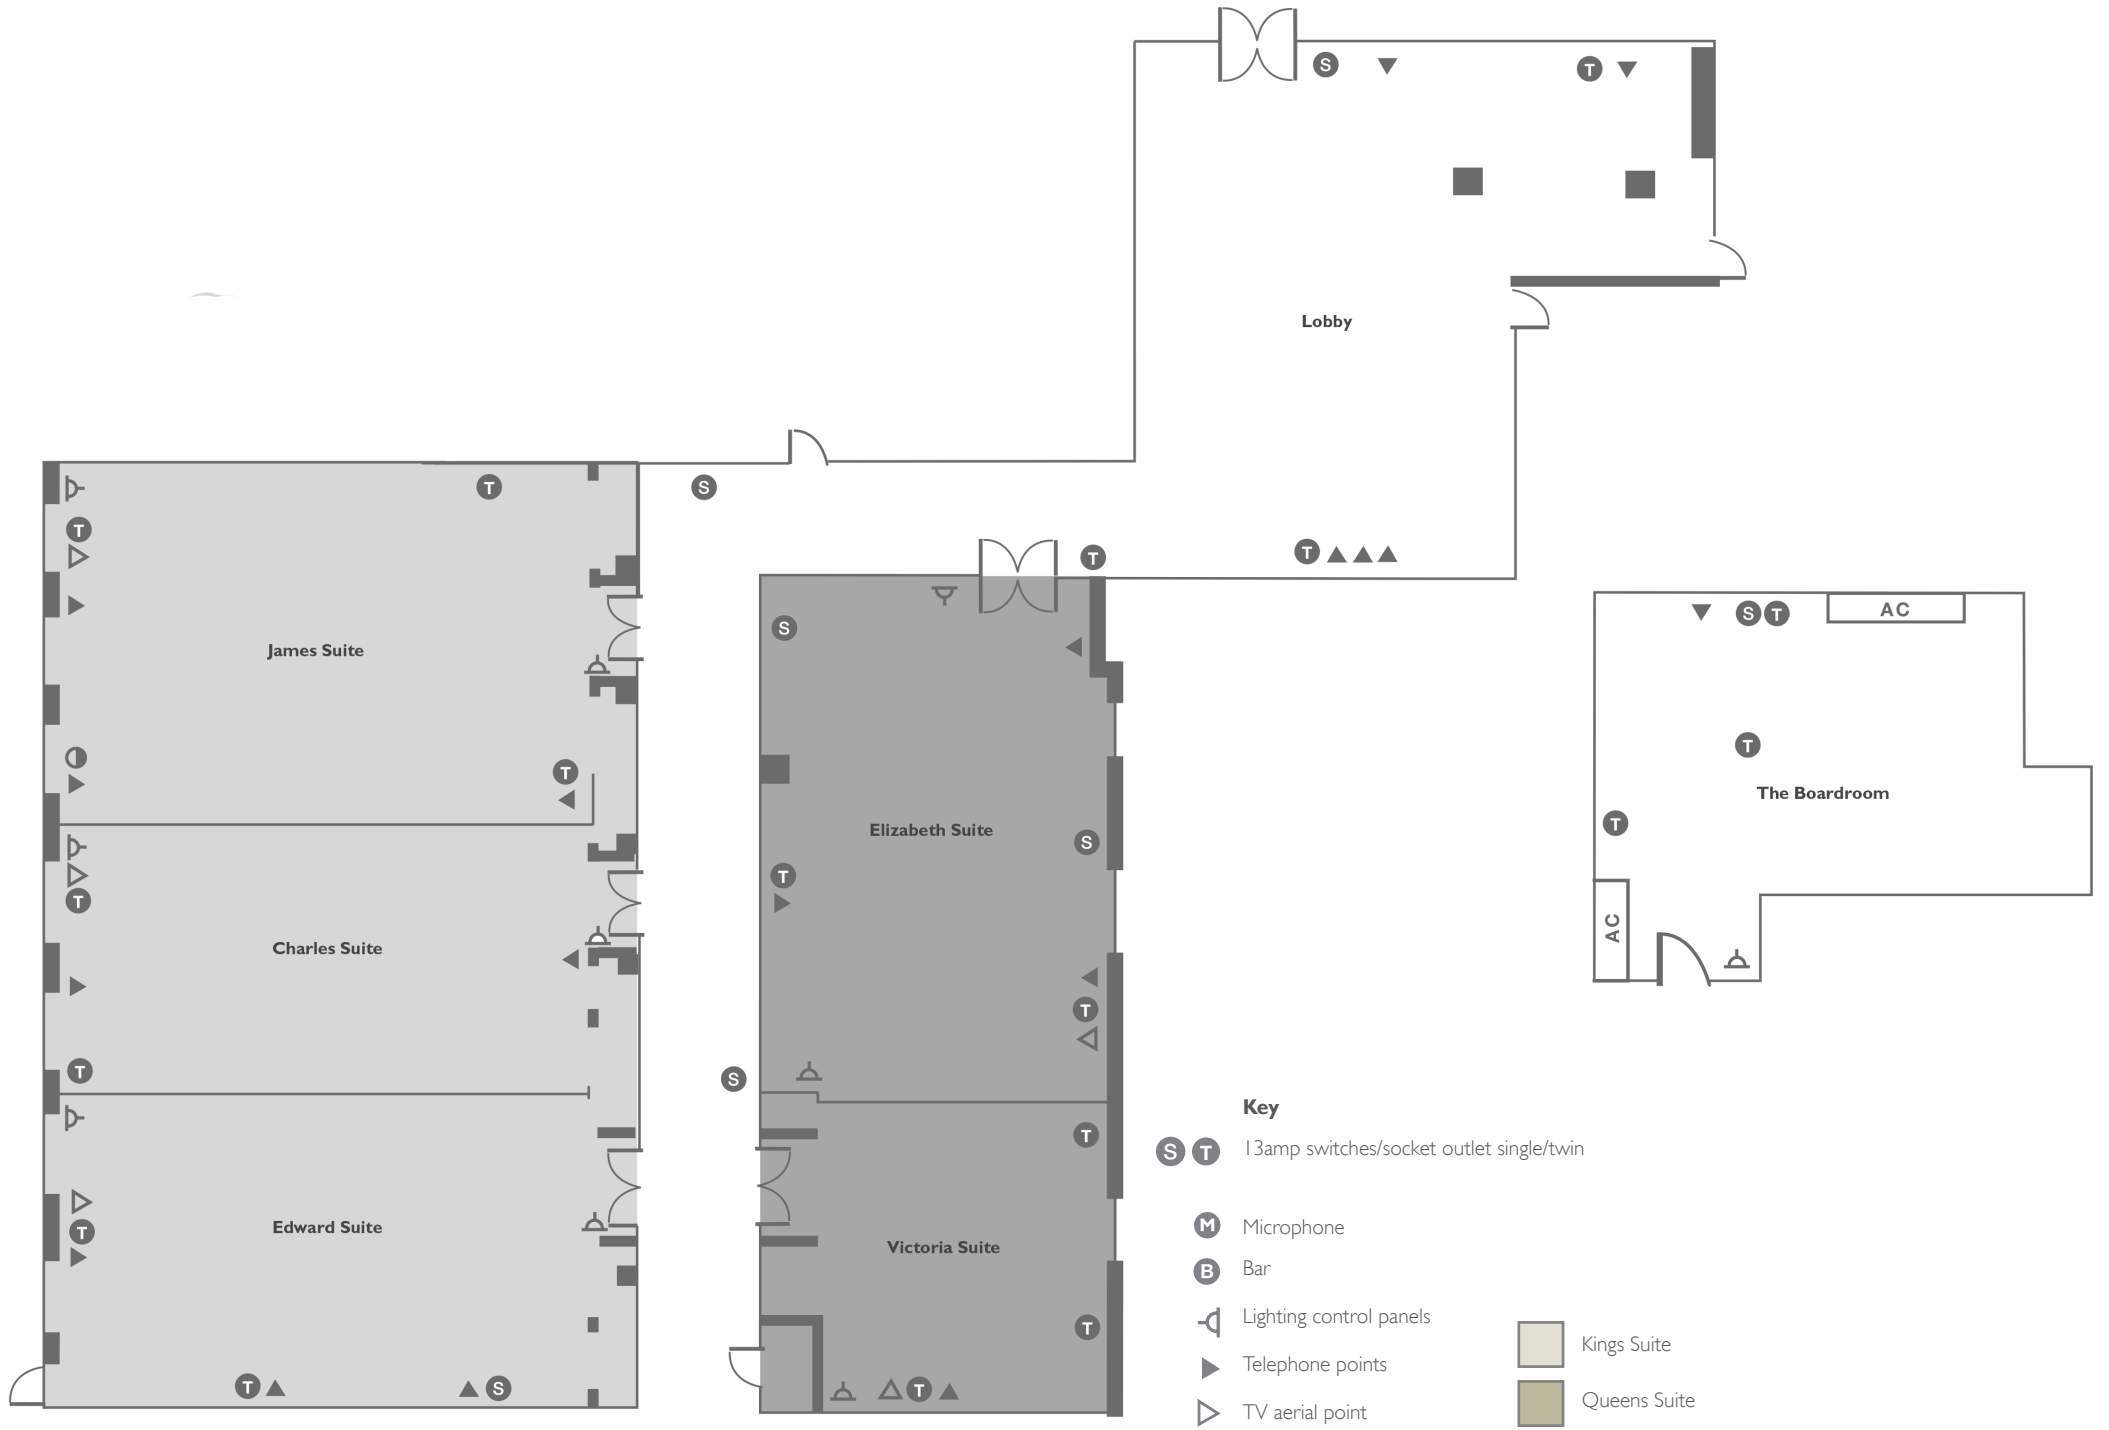 S
T
Lobby
T
S
T
T
T
S
James Suite
S
T
S
T
AC
T
T
Elizabeth Suite
S
The Boardroom
T
T
T
AC
Charles Suite
T
T
S
Key
S T 13amp switches/socket outlet single/twin
T
M Microphone
Edward Suite
T
Victoria Suite
B Bar
Lighting control panels
T
Kings Suite
Telephone points
T
S
T
Queens Suite
TV aerial point